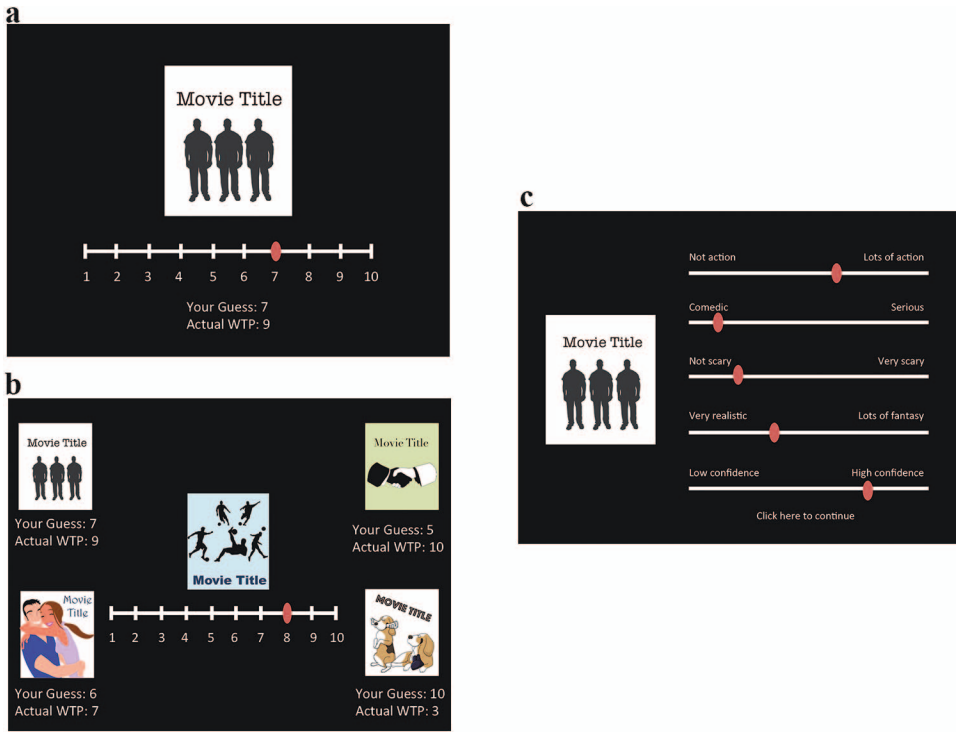 a
Movie Title
1 2 3 4 5 6 7 8 9 10
Your Guess: 7
Actual WTP: 9
b
Movie Title
Your Guess: 7
Actual WTP: 9
Movie Title
Your Guess: 5
Actual WTP: 10
Movie Title
1 2 3 4 5 6 7 8 9 10
Movie
Title
Your Guess: 6
Actual WTP: 7
MOVIE TITLE
Your Guess: 10
Actual WTP: 3
c
Movie Title
Not action Lots of action
Comedic Serious
Not scary Very scary
Very realistic Lots of fantasy
Low confidence High confidence
Click here to continue